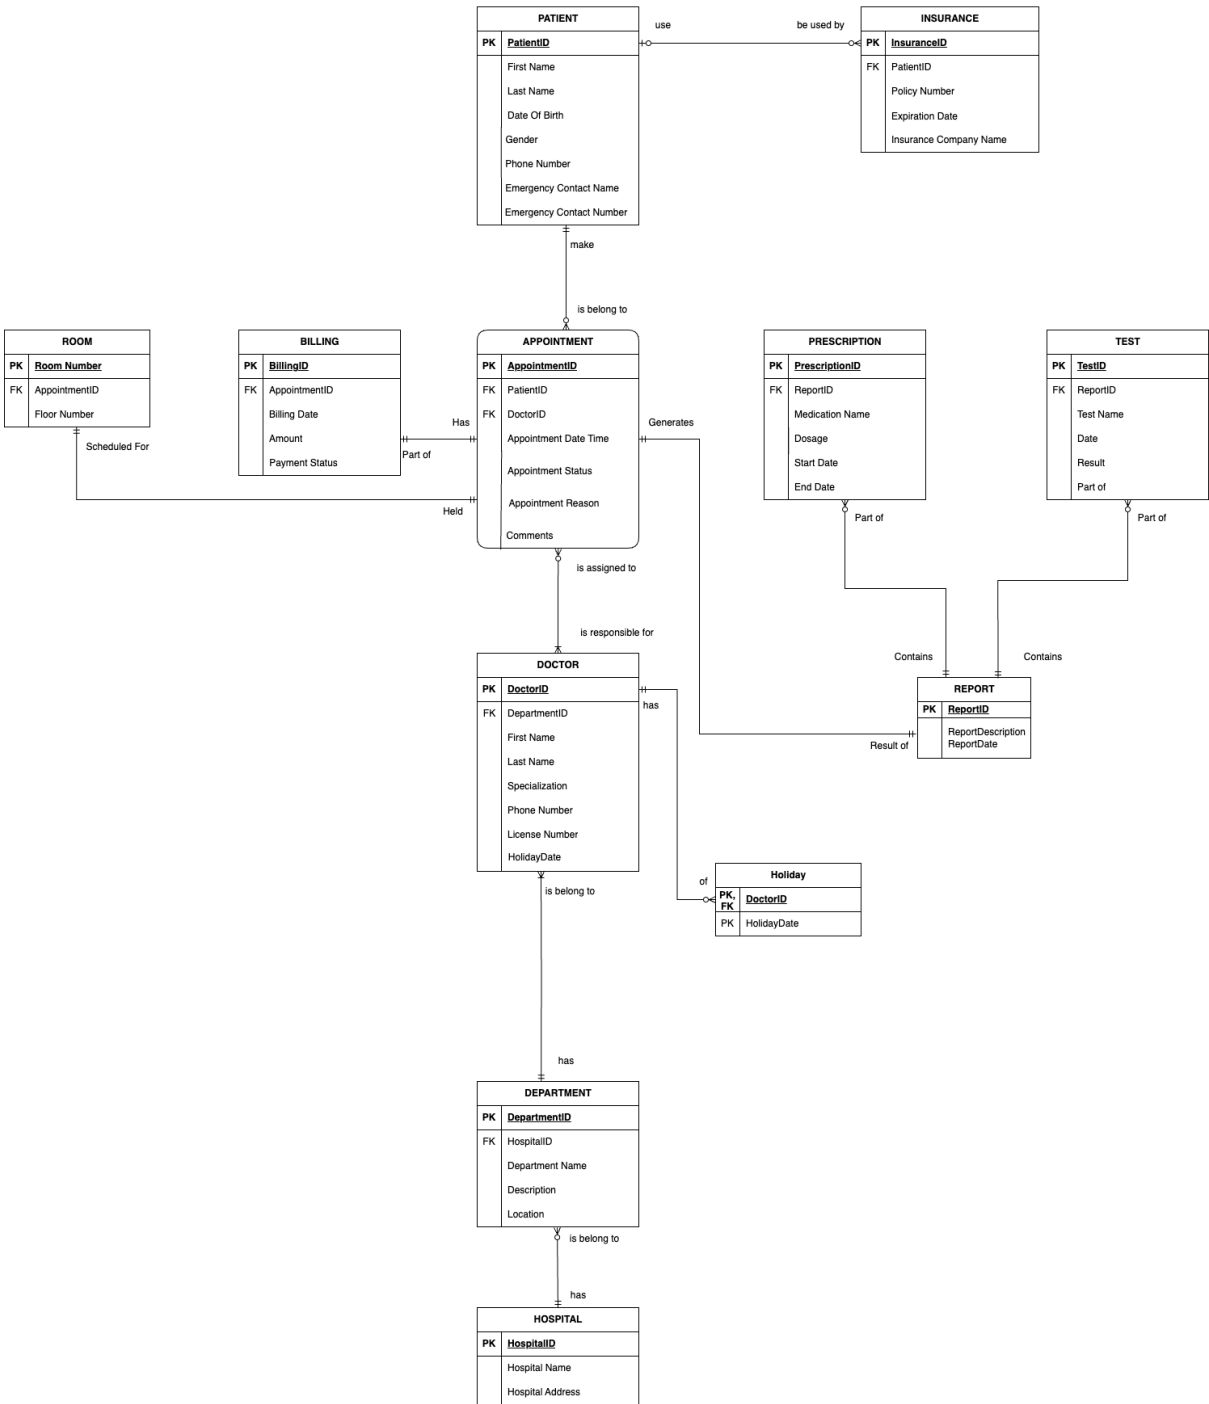 PATIENT
PK PatientID
First Name
Last Name
Date Of Birth
Gender
Phone Number
Emergency Contact Name
Emergency Contact Number
use
be used by
INSURANCE
PK InsuranceID
FK PatientID
Policy Number
Expiration Date
Insurance Company Name
make
is belong to
ROOM
PK Room Number
FK AppointmentID
Floor Number
Scheduled For
Held
BILLING
PK BillingID
FK AppointmentID
Billing Date
Amount
Payment Status
Has
Part of
APPOINTMENT
PK AppointmentID
FK PatientID
FK DoctorID
Appointment Date Time
Appointment Status
Appointment Reason
Comments
Generates
PRESCRIPTION
PK PrescriptionID
FK ReportID
Medication Name
Dosage
Start Date
End Date
Part of
TEST
PK TestID
FK ReportID
Test Name
Date
Result
Part of
Part of
is assigned to
is responsible for
Contains
Contains
DOCTOR
PK DoctorID
FK DepartmentID
First Name
Last Name
Specialization
Phone Number
License Number
HolidayDate
has
REPORT
PK ReportID
ReportDescription
ReportDate
Result of
of
Holiday
PK, FK DoctorID
PK HolidayDate
is belong to
has
DEPARTMENT
PK DepartmentID
FK HospitalID
Department Name
Description
Location
is belong to
has
HOSPITAL
PK HospitalID
Hospital Name
Hospital Address